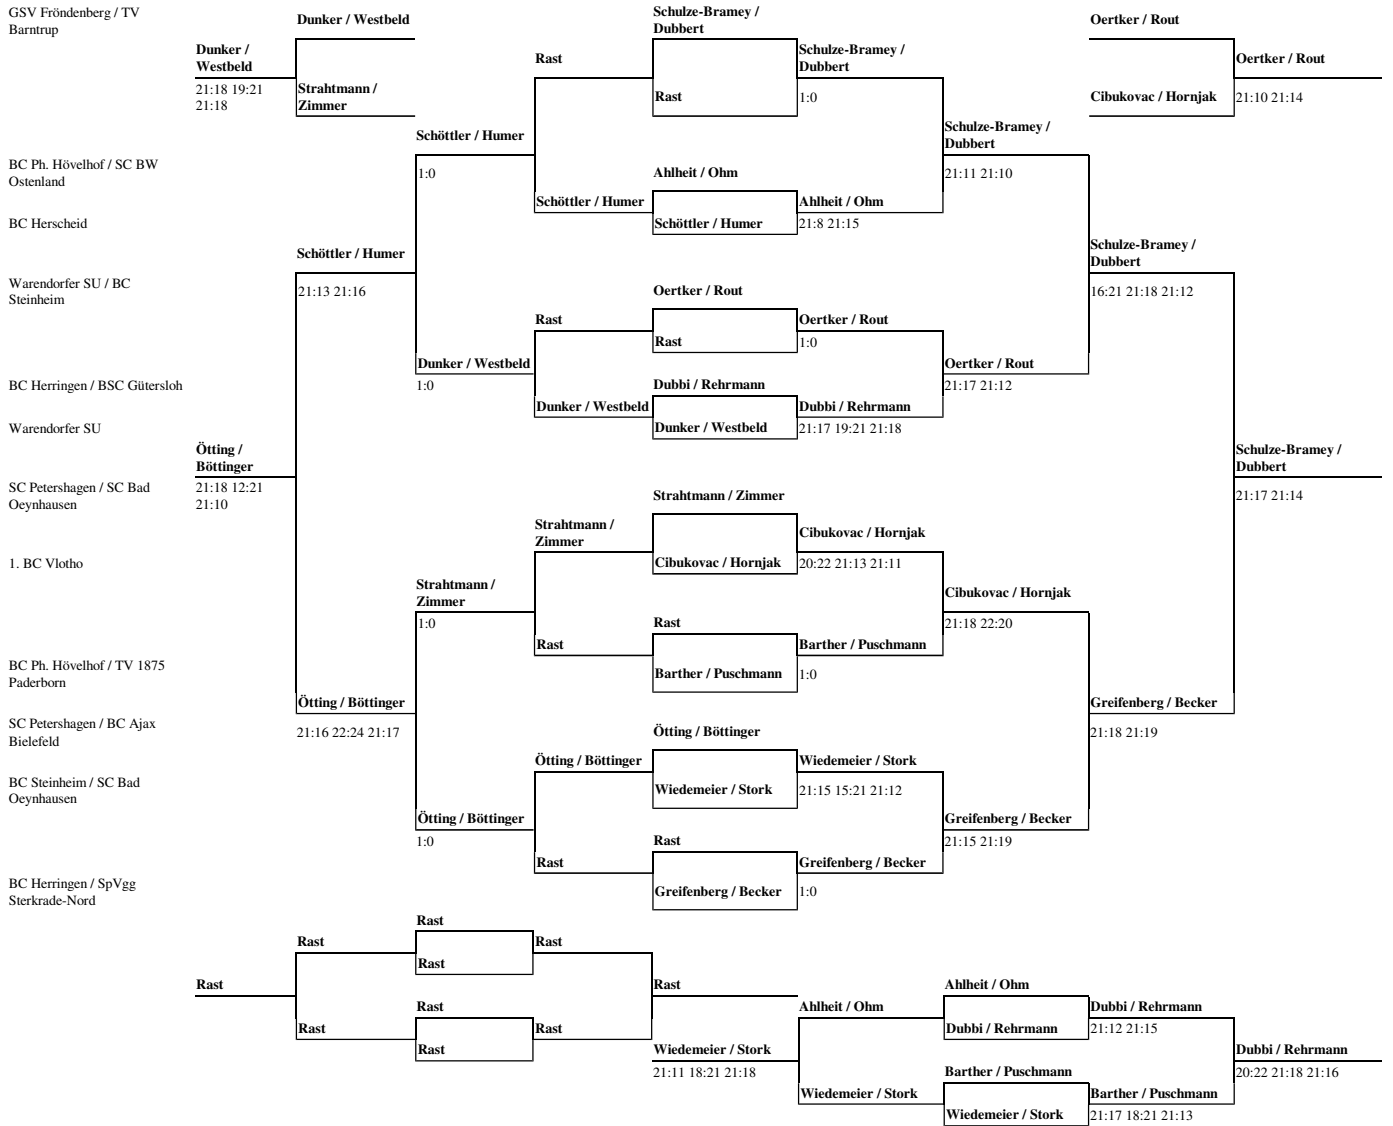 GSV Fröndenberg / TV
Barntrup
Dunker / Westbeld
Schulze-Bramey /
Dubbert
Oertker / Rout
Dunker /
Westbeld
Rast
Schulze-Bramey /
Dubbert
Oertker / Rout
21:18 19:21
21:18
Strahtmann /
Zimmer
Rast
1:0
Cibukovac / Hornjak
21:10 21:14
Schöttler / Humer
Schulze-Bramey /
Dubbert
BC Ph. Hövelhof / SC BW
Ostenland
1:0
Ahlheit / Ohm
21:11 21:10
Schöttler / Humer
Ahlheit / Ohm
BC Herscheid
Schöttler / Humer
21:8 21:15
Schöttler / Humer
Schulze-Bramey /
Dubbert
Warendorfer SU / BC
Steinheim
21:13 21:16
Oertker / Rout
16:21 21:18 21:12
Rast
Oertker / Rout
Rast
1:0
Dunker / Westbeld
Oertker / Rout
BC Herringen / BSC Gütersloh
1:0
Dubbi / Rehrmann
21:17 21:12
Dunker / Westbeld
Dubbi / Rehrmann
Warendorfer SU
Dunker / Westbeld
21:17 19:21 21:18
Ötting /
Böttinger
Schulze-Bramey /
Dubbert
SC Petershagen / SC Bad
Oeynhausen
21:18 12:21
21:10
Strahtmann / Zimmer
21:17 21:14
Strahtmann /
Zimmer
Cibukovac / Hornjak
1. BC Vlotho
Cibukovac / Hornjak
20:22 21:13 21:11
Strahtmann /
Zimmer
Cibukovac / Hornjak
1:0
Rast
21:18 22:20
Rast
Barther / Puschmann
BC Ph. Hövelhof / TV 1875
Paderborn
Barther / Puschmann
1:0
Ötting / Böttinger
Greifenberg / Becker
SC Petershagen / BC Ajax
Bielefeld
21:16 22:24 21:17
Ötting / Böttinger
21:18 21:19
Ötting / Böttinger
Wiedemeier / Stork
BC Steinheim / SC Bad
Oeynhausen
Wiedemeier / Stork
21:15 15:21 21:12
Ötting / Böttinger
Greifenberg / Becker
1:0
Rast
21:15 21:19
Rast
Greifenberg / Becker
BC Herringen / SpVgg
Sterkrade-Nord
Greifenberg / Becker
1:0
Rast
Rast
Rast
Rast
Rast
Rast
Ahlheit / Ohm
Rast
Ahlheit / Ohm
Dubbi / Rehrmann
Rast
Rast
Dubbi / Rehrmann
21:12 21:15
Rast
Wiedemeier / Stork
Dubbi / Rehrmann
21:11 18:21 21:18
Barther / Puschmann
20:22 21:18 21:16
Wiedemeier / Stork
Barther / Puschmann
Wiedemeier / Stork
21:17 18:21 21:13